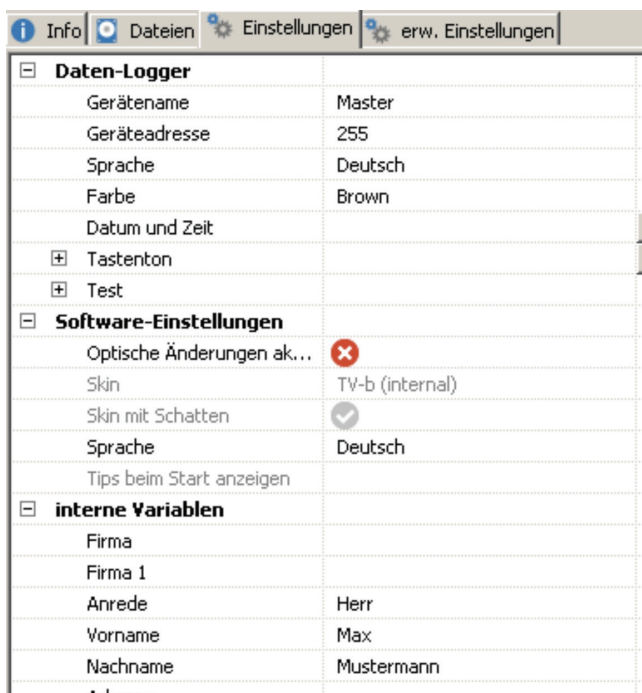 Info Dateien Einstellungen erw. Einstellungen
Daten-Logger
Gerätename Master
Geräteadresse 255
Sprache Deutsch
Farbe Brown
Datum und Zeit
Tastenton
Test
Software-Einstellungen
Optische Änderungen ak...
Skin TV-b (internal)
Skin mit Schatten
Sprache Deutsch
Tips beim Start anzeigen
interne Variablen
Firma
Firma 1
Anrede Herr
Vorname Max
Nachname Mustermann